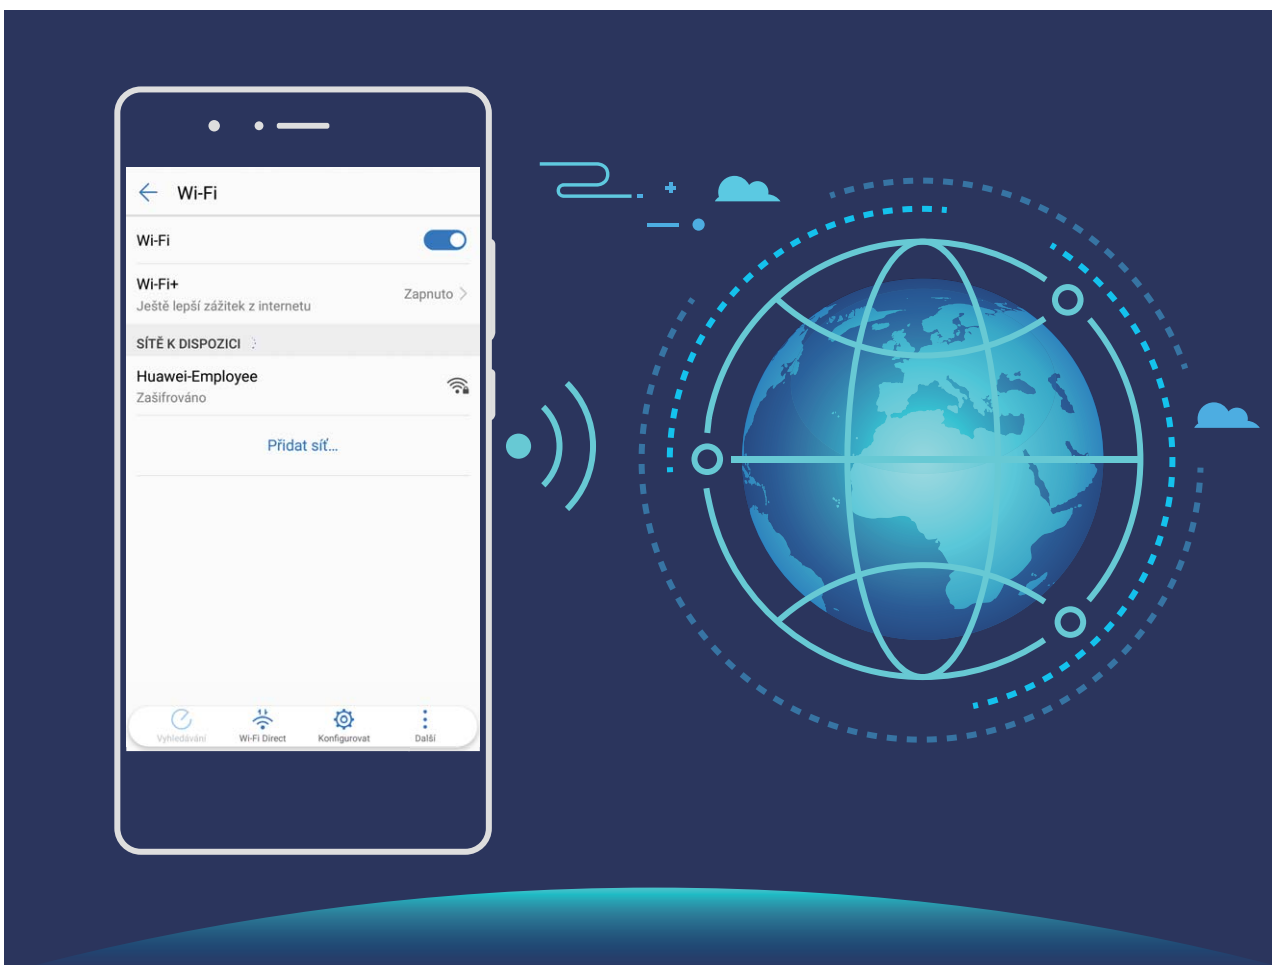 Wi-Fi
Wi-Fi
Wi-Fi+
Ještě lepší zážitek z internetu
Zapnuto
SÍTĚ K DISPOZICI
Huawei-Employee
Zašifrováno
Přidat síť...
Vyhledávání
Wi-Fi Direct
Konfigurovat
Další